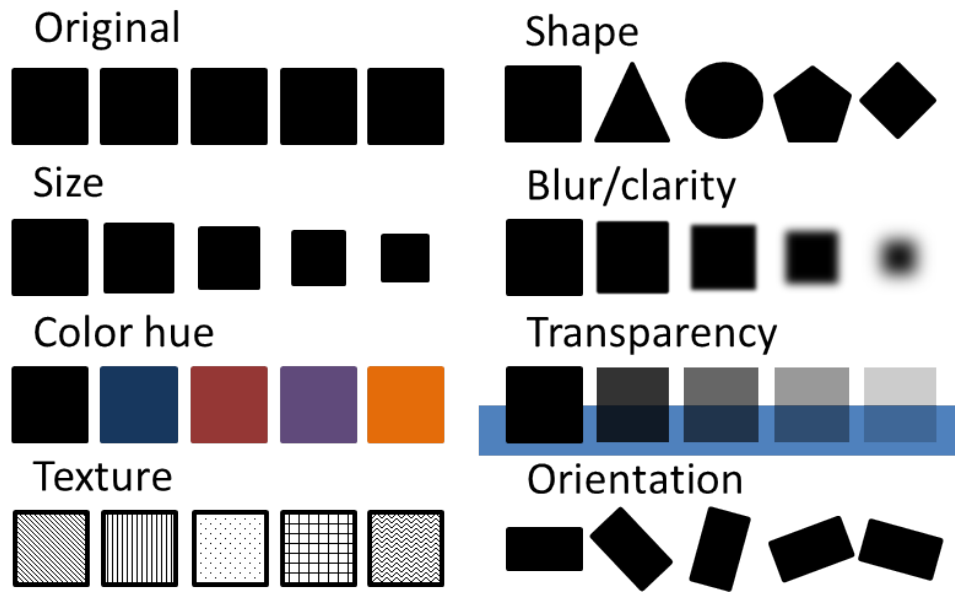 Original
Shape
Size
Blur/clarity
Color hue
Transparency
Texture
Orientation